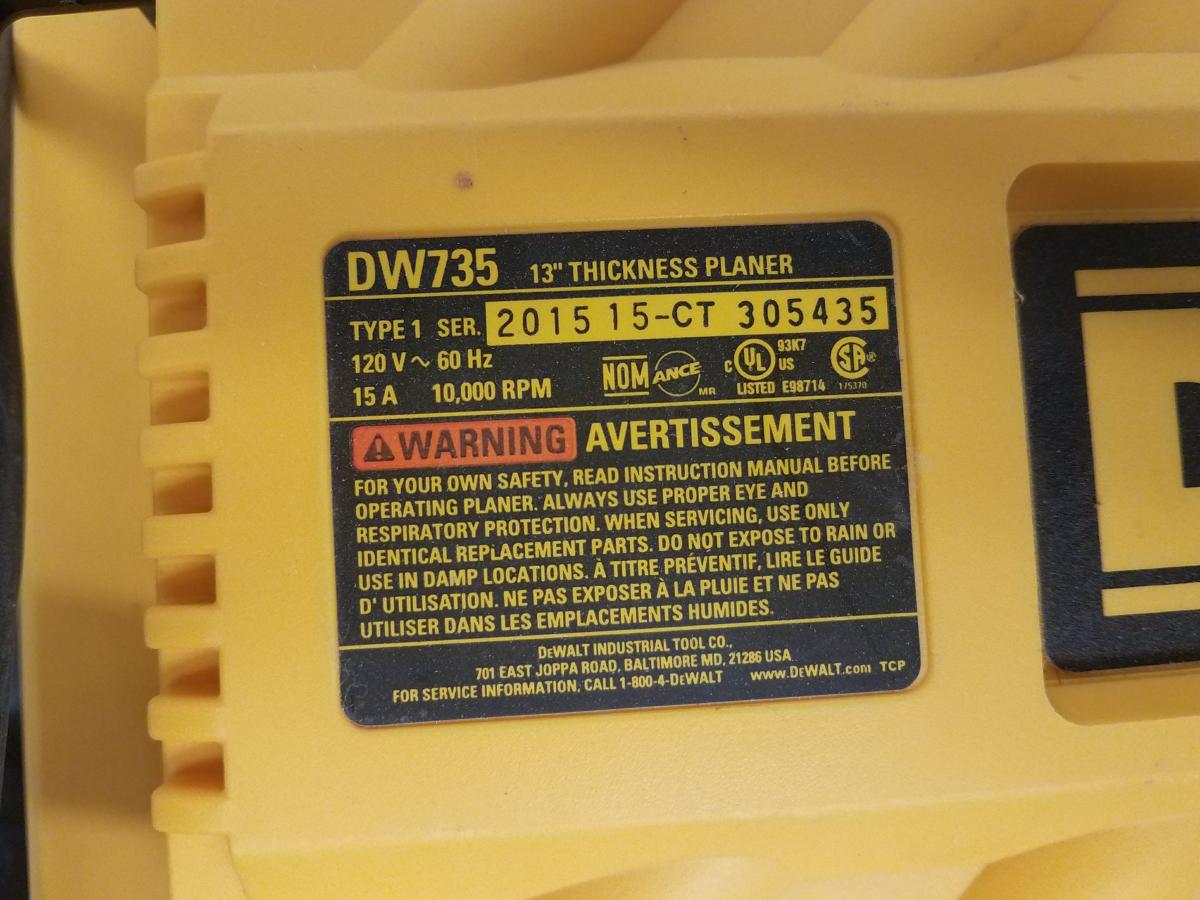 DW735 13" THICKNESS PLANER
TYPE 1 SER. 2015 15-CT 305435
120 V ~ 60 Hz
15 A 10,000 RPM
NOM ANCE MR
C UL US 93K7
LISTED E98714
SA ®
175370
⚠WARNING AVERTISSEMENT
FOR YOUR OWN SAFETY, READ INSTRUCTION MANUAL BEFORE
OPERATING PLANER. ALWAYS USE PROPER EYE AND
RESPIRATORY PROTECTION. WHEN SERVICING, USE ONLY
IDENTICAL REPLACEMENT PARTS. DO NOT EXPOSE TO RAIN OR
USE IN DAMP LOCATIONS. À TITRE PRÉVENTIF, LIRE LE GUIDE
D' UTILISATION. NE PAS EXPOSER À LA PLUIE ET NE PAS
UTILISER DANS LES EMPLACEMENTS HUMIDES.
DEWALT INDUSTRIAL TOOL CO.,
701 EAST JOPPA ROAD, BALTIMORE MD, 21286 USA
FOR SERVICE INFORMATION, CALL 1-800-4-DEWALT www.DEWALT.com TCP